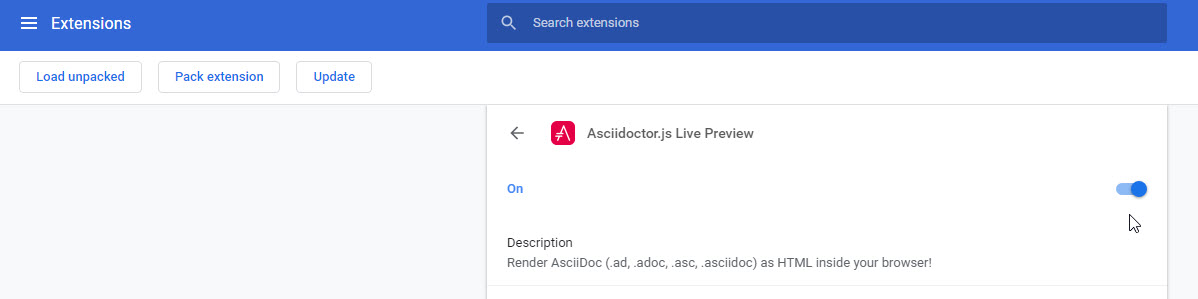 Extensions
Search extensions
Load unpacked
Pack extension
Update
Asciidoctor.js Live Preview
On
Description
Render AsciiDoc (.ad, .adoc, .asc, .asciidoc) as HTML inside your browser!